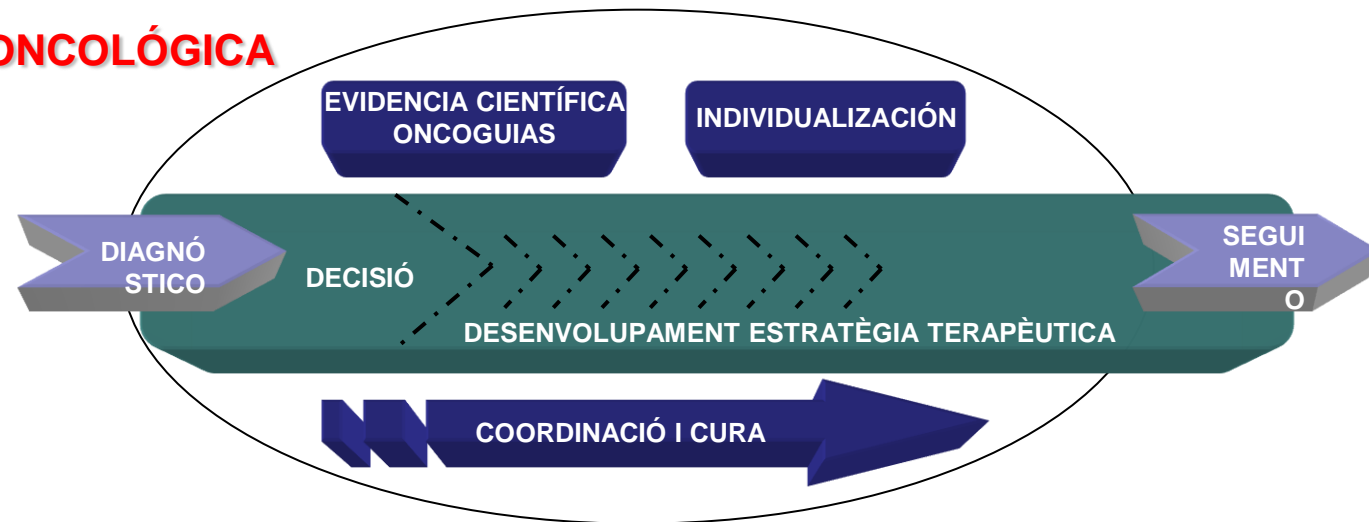 ONCOLÓGICA
EVIDENCIA CIENTÍFICA
ONCOGUIAS
INDIVIDUALIZACIÓN
DIAGNÓ
STICO
DECISIÓ
DESENVOLUPAMENT ESTRATÈGIA TERAPÈUTICA
SEGUI
MENT
O
COORDINACIÓ I CURA